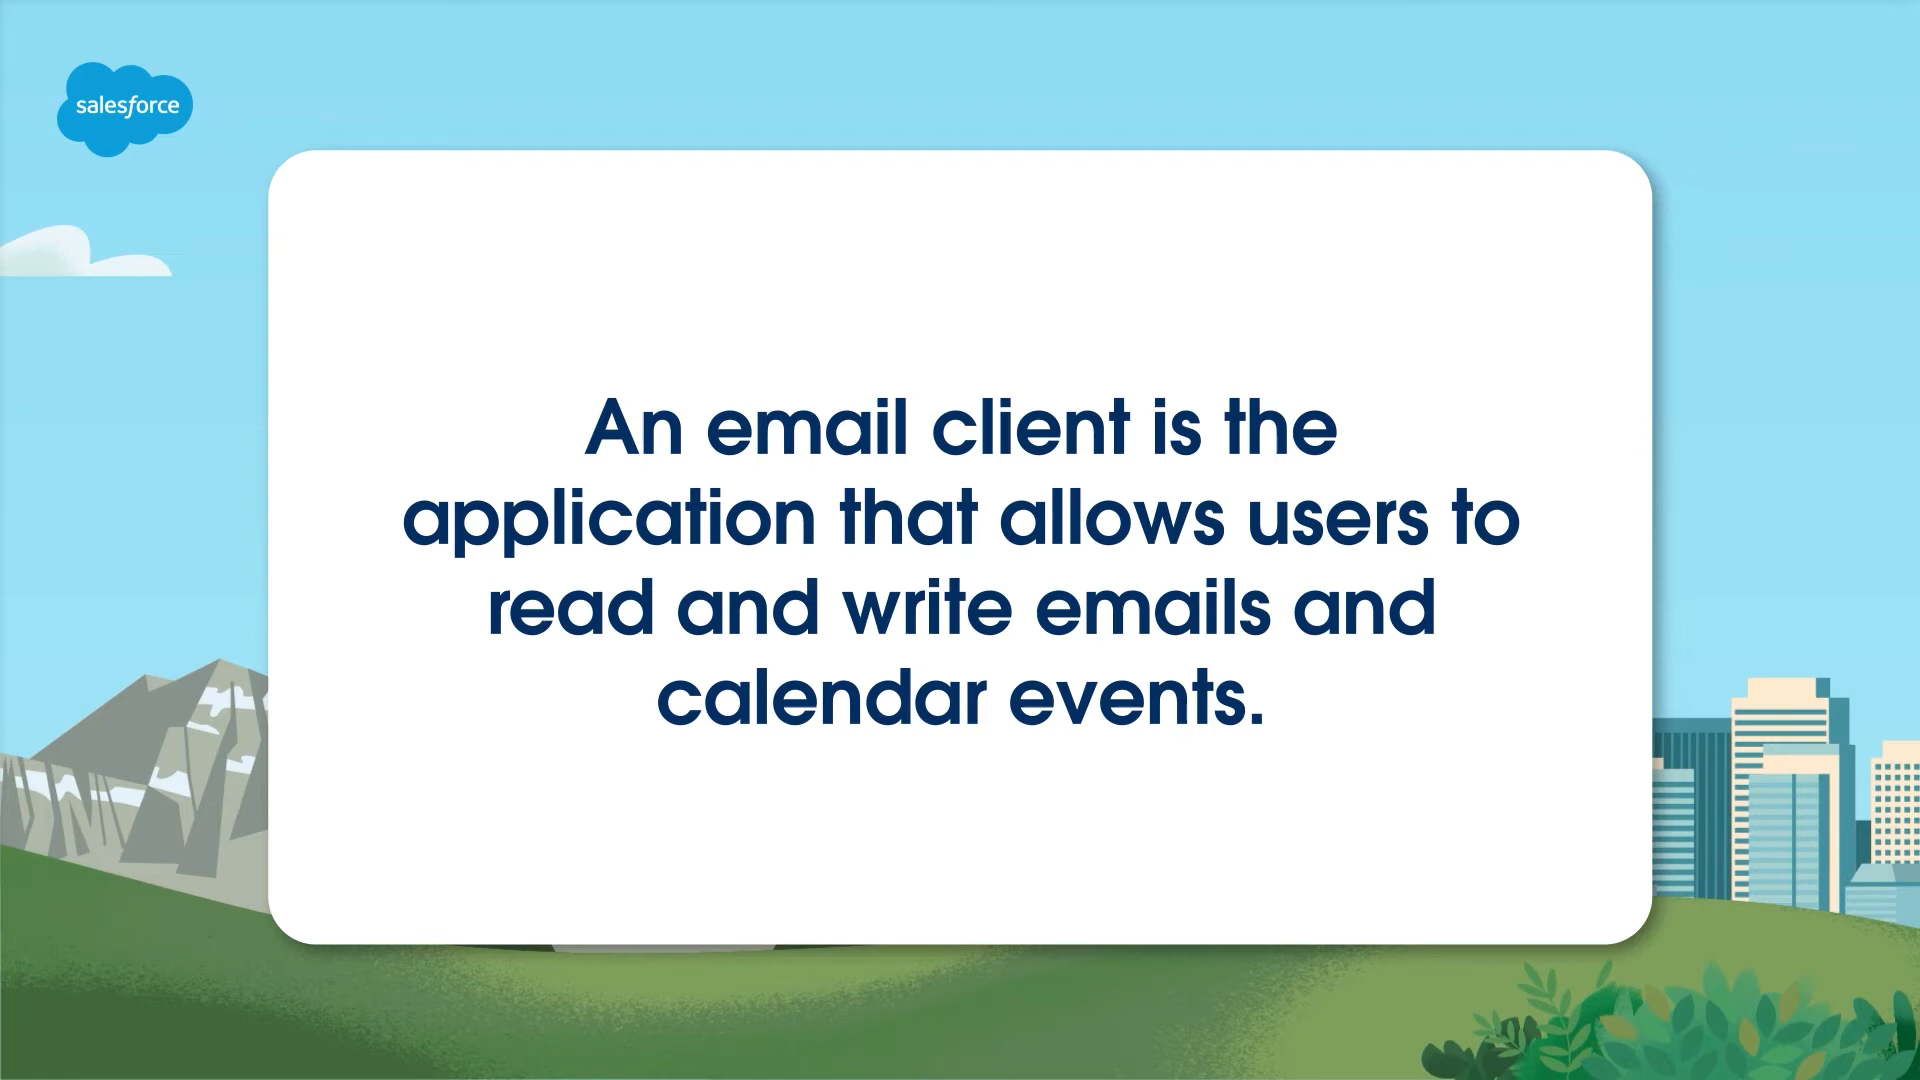 salesforce
An email client is the
application that allows users to
read and write emails and
calendar events.